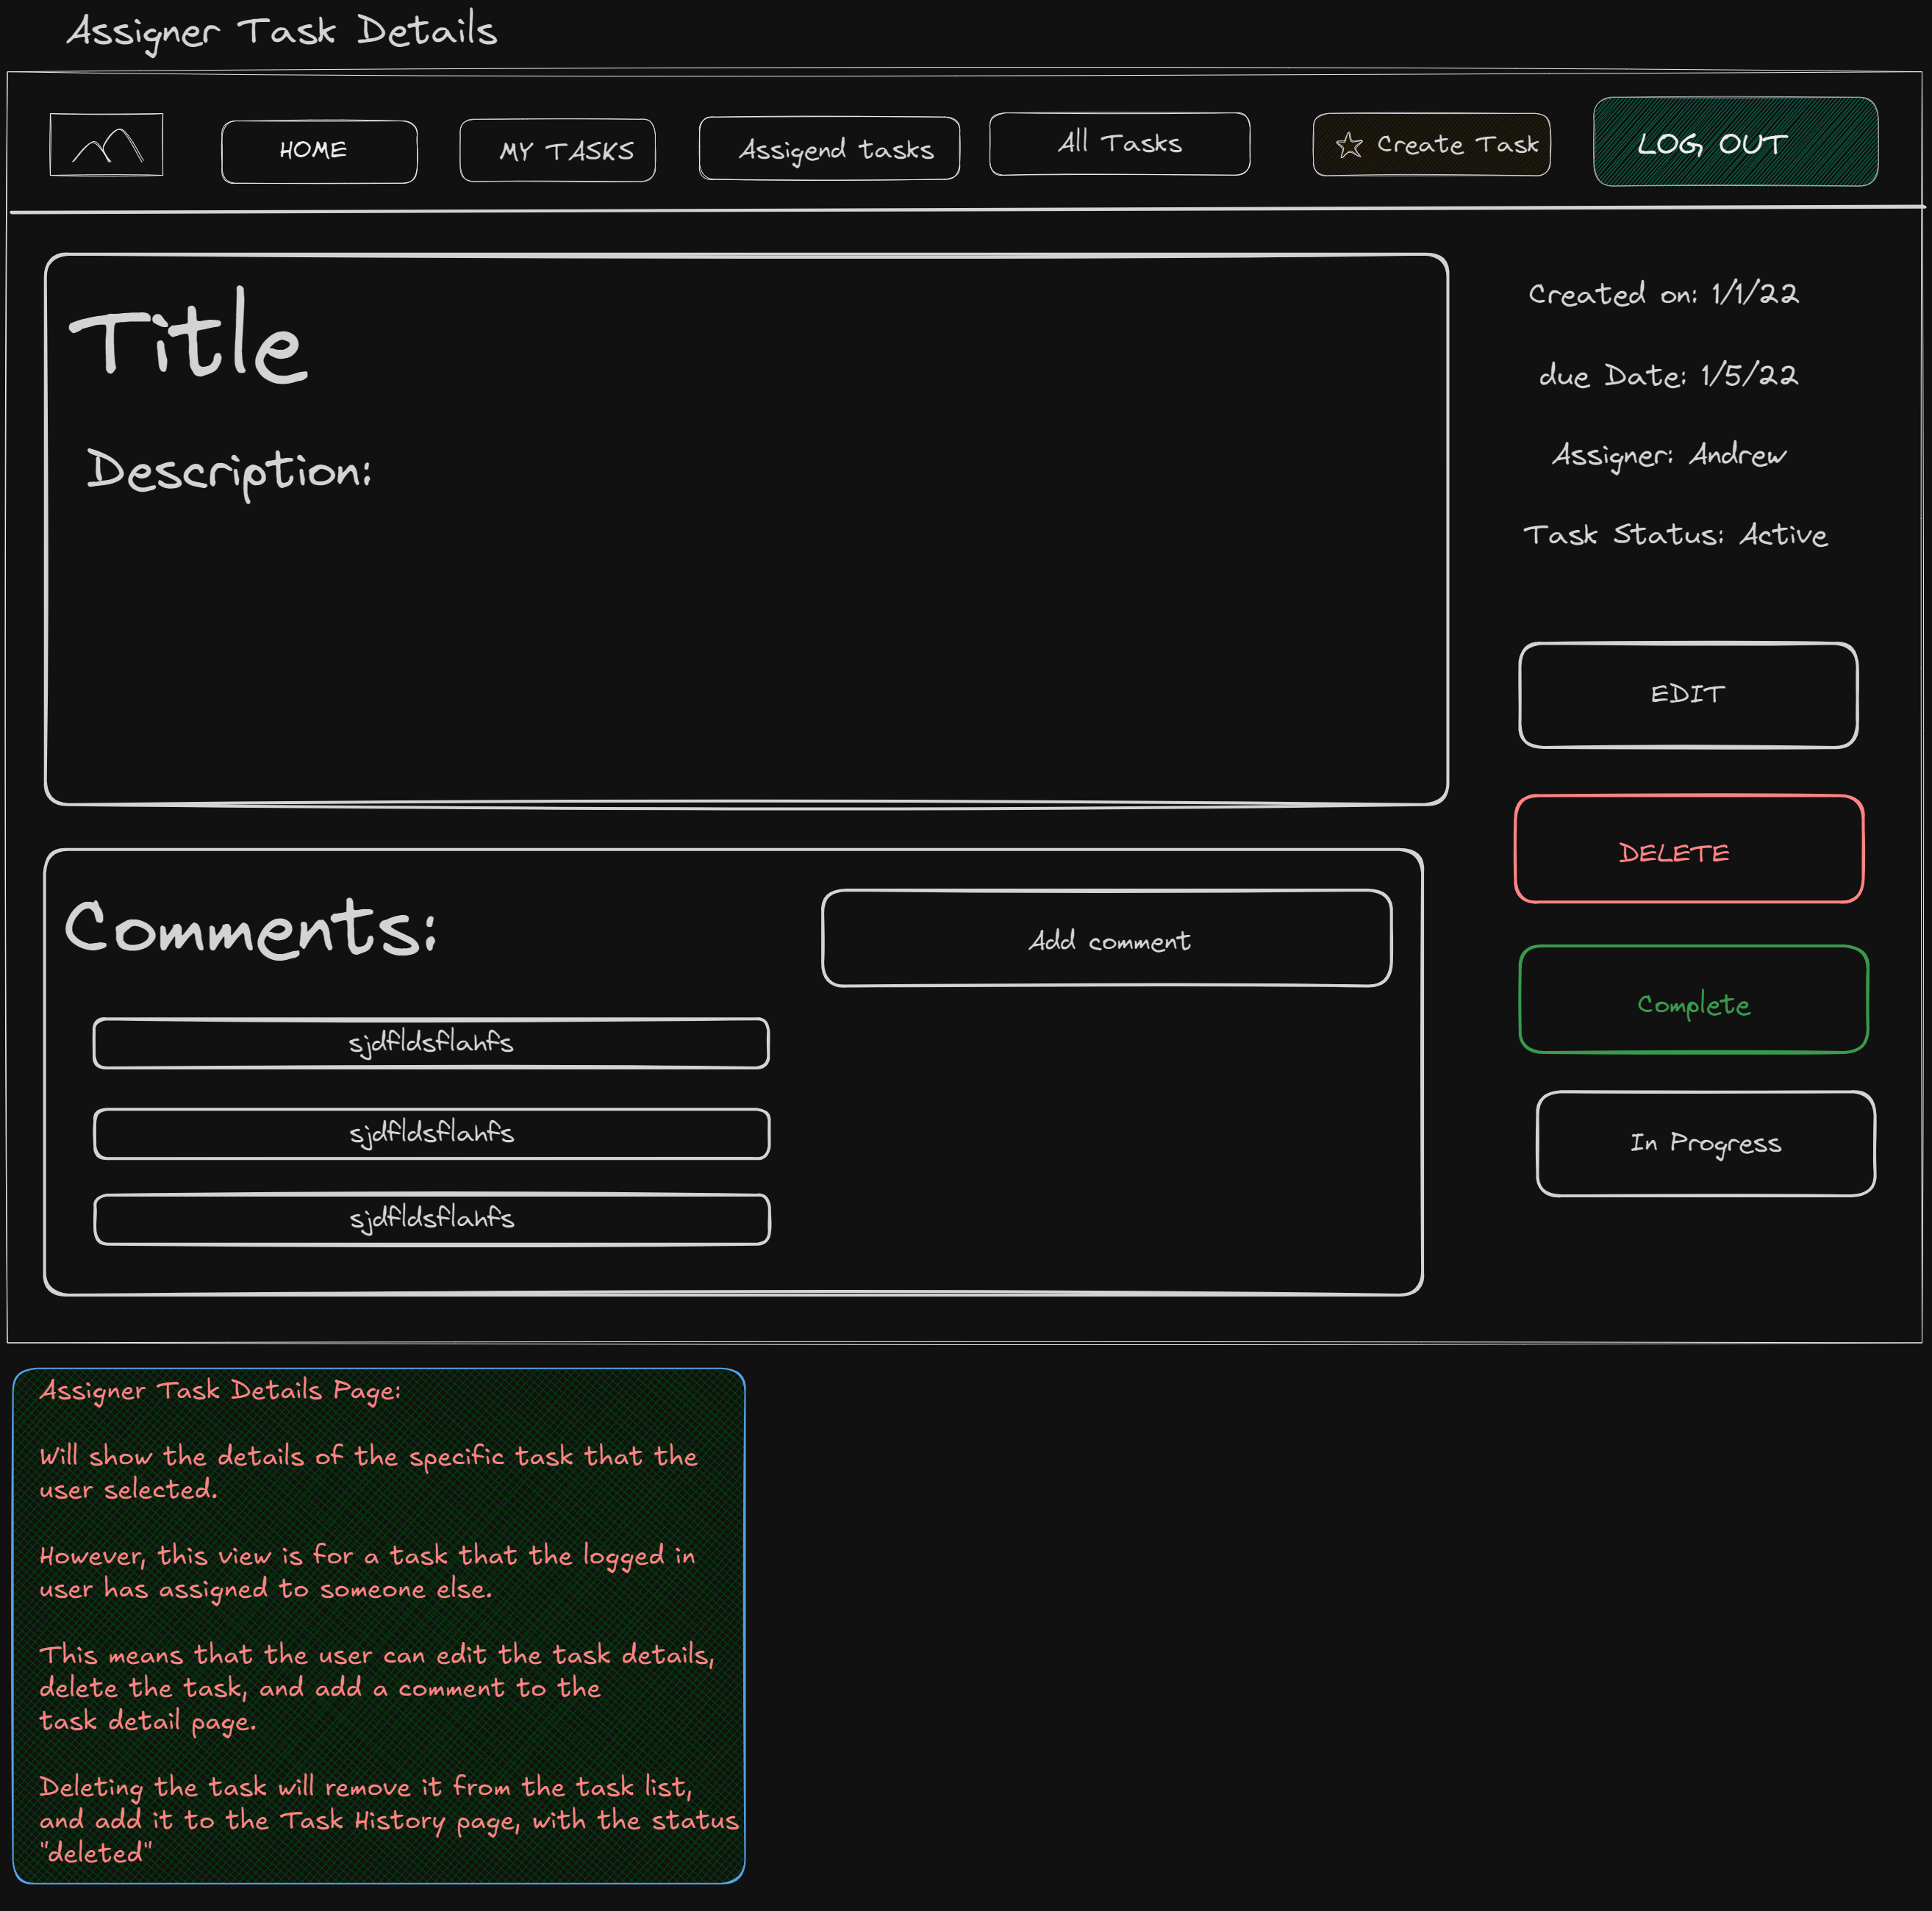 Assigner Task Details
HOME
MY TASKS
Assigend tasks
All Tasks
Create Task
LOG OUT
Title
Description:
Created on: 1/1/22
due Date: 1/5/22
Assigner: Andrew
Task Status: Active
EDIT
DELETE
Complete
In Progress
Comments:
Add comment
sjdfldsflahfs
sjdfldsflahfs
sjdfldsflahfs
Assigner Task Details Page:
Will show the details of the specific task that the
user selected.
However, this view is for a task that the logged in
user has assigned to someone else.
This means that the user can edit the task details,
delete the task, and add a comment to the
task detail page.
Deleting the task will remove it from the task list,
and add it to the Task History page, with the status
"deleted"